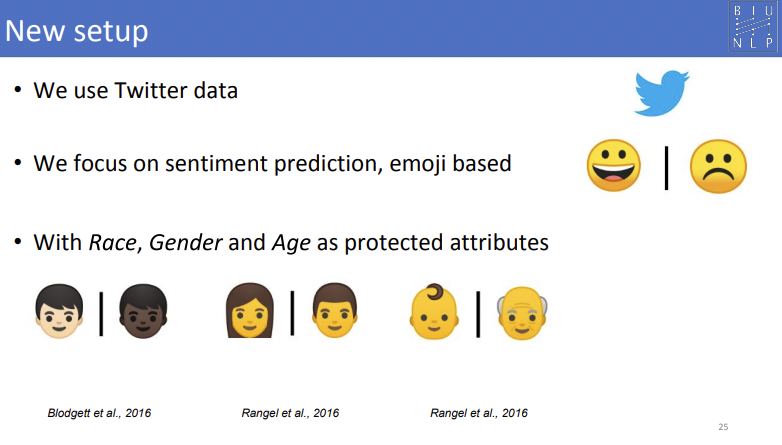 New setup
B I U
N L P
• We use Twitter data
• We focus on sentiment prediction, emoji based
• With Race, Gender and Age as protected attributes
Blodgett et al., 2016
Rangel et al., 2016
Rangel et al., 2016
25